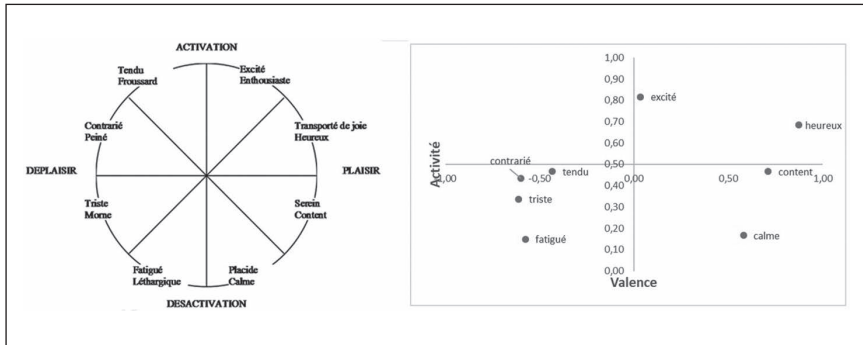 ACTIVATION
Tendu
Froussard
Excité
Enthousiaste
Contrarié
Peiné
Transporté de joie
Heureux
DEPLAISIR
PLAISIR
Triste
Morne
Serein
Content
Fatigué
Léthargique
Placide
Calme
DESACTIVATION
1,00
0,90
0,80
excité
0,70
heureux
0,60
Activité
contrarié
0,50
tendu
content
-0,50
0,00
0,50
1,00
0,40
triste
0,30
0,20
fatigué
calme
0,10
0,00
Valence